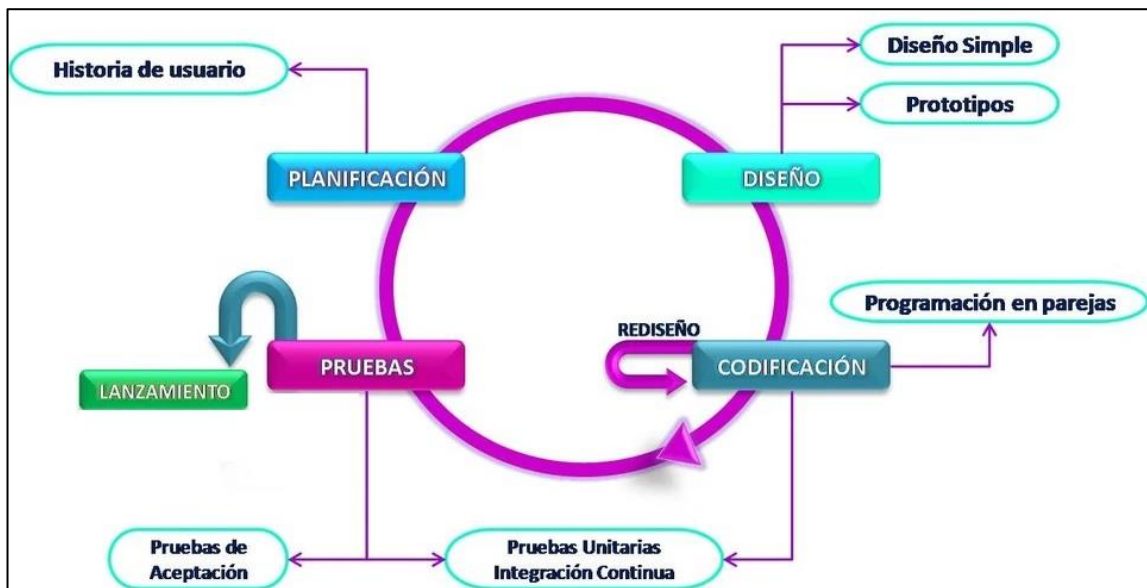 Historia de usuario
Diseño Simple
Prototipos
PLANIFICACIÓN
DISEÑO
Programación en parejas
REDISEÑO
PRUEBAS
CODIFICACIÓN
LANZAMIENTO
Pruebas de
Aceptación
Pruebas Unitarias
Integración Continua